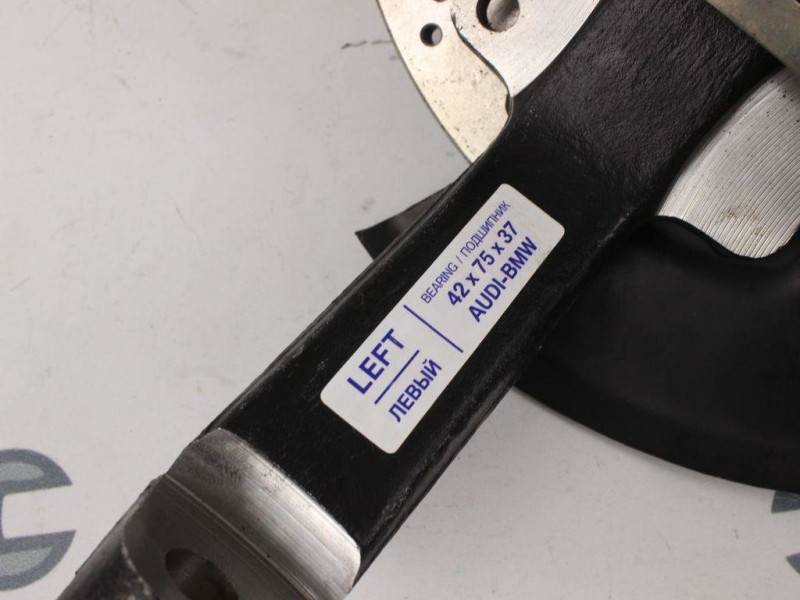 LEFT
ЛЕВЫЙ
BEARING / ПОДШИПНИК
42 x 75 x 37
AUDI-BMW